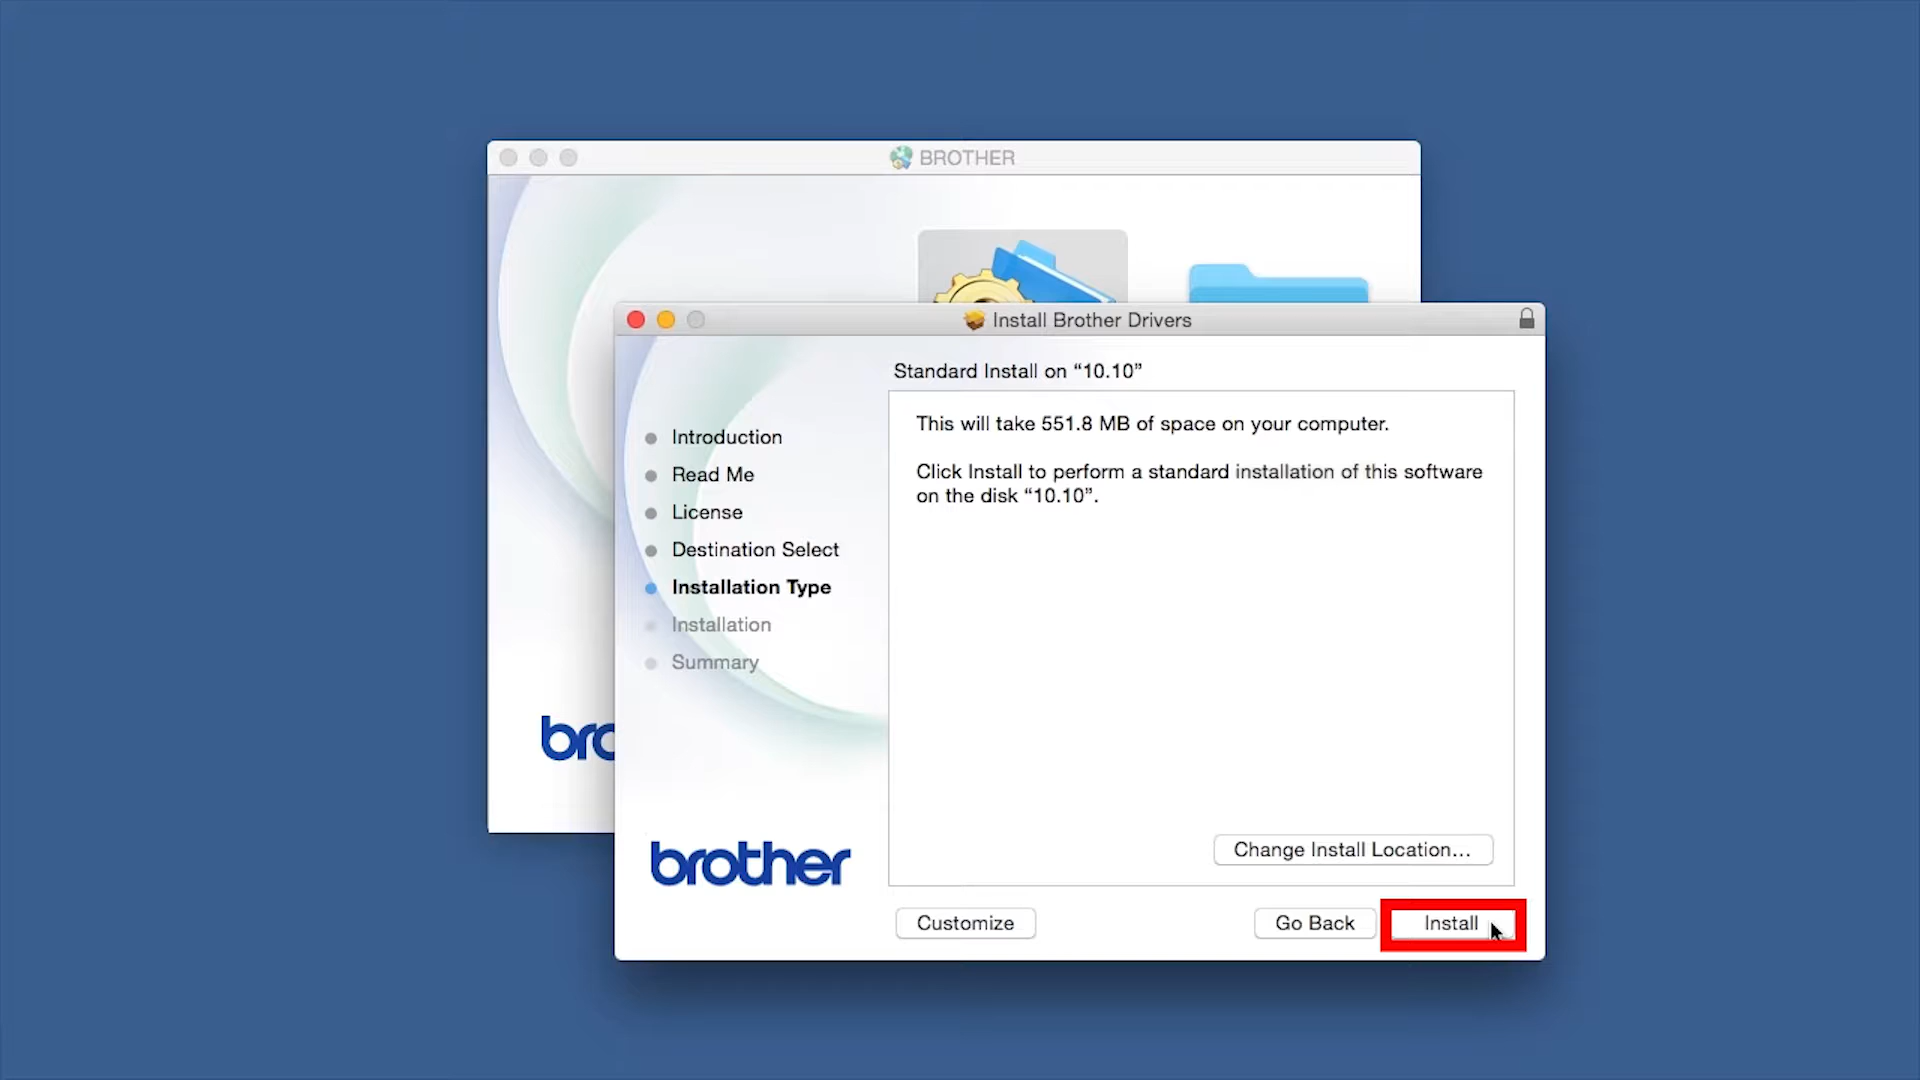 BROTHER
Install Brother Drivers
Standard Install on “10.10”
This will take 551.8 MB of space on your computer.
Click Install to perform a standard installation of this software
on the disk “10.10”.
Introduction
Read Me
License
Destination Select
Installation Type
Installation
Summary
bro
brother
Change Install Location...
Customize
Go Back
Install